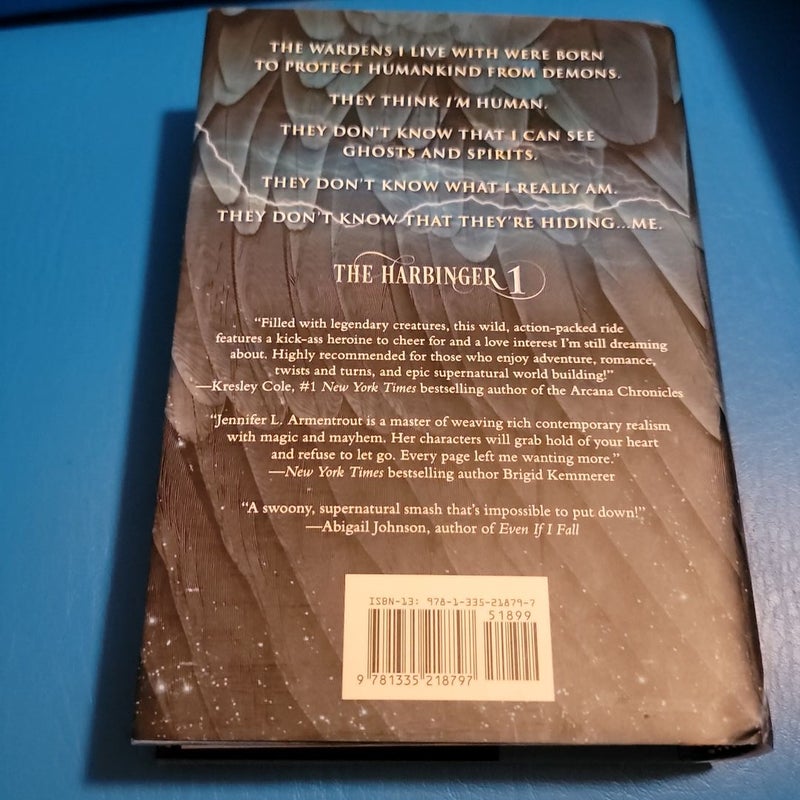 THE WARDENS I LIVE WITH WERE BORN
TO PROTECT HUMANKIND FROM DEMONS.
THEY THINK I'M HUMAN.
THEY DON'T KNOW THAT I CAN SEE
GHOSTS AND SPIRITS.
THEY DON'T KNOW WHAT I REALLY AM.
THEY DON'T KNOW THAT THEY'RE HIDING...ME.
THE HARBINGER 1
“Filled with legendary creatures, this wild, action-packed ride
features a kick-ass heroine to cheer for and a love interest I'm still dreaming
about. Highly recommended for those who enjoy adventure, romance,
twists and turns, and epic supernatural world building!”
—Kresley Cole, #1 New York Times bestselling author of the Arcana Chronicles
“Jennifer L. Armentrout is a master of weaving rich contemporary realism
with magic and mayhem. Her characters will grab hold of your heart
and refuse to let go. Every page left me wanting more.”
—New York Times bestselling author Brigid Kemmerer
“A swoony, supernatural smash that's impossible to put down!”
—Abigail Johnson, author of Even If I Fall
ISBN-13: 978-1-335-21879-7
51899
9 781335 218797